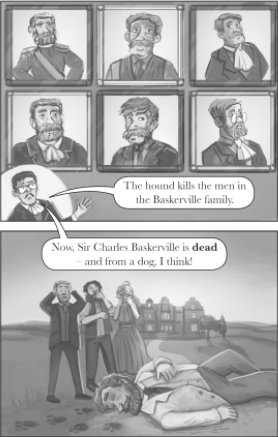 The hound kills the men in
the Baskerville family.
Now, Sir Charles Baskerville is dead
– and from a dog, I think!